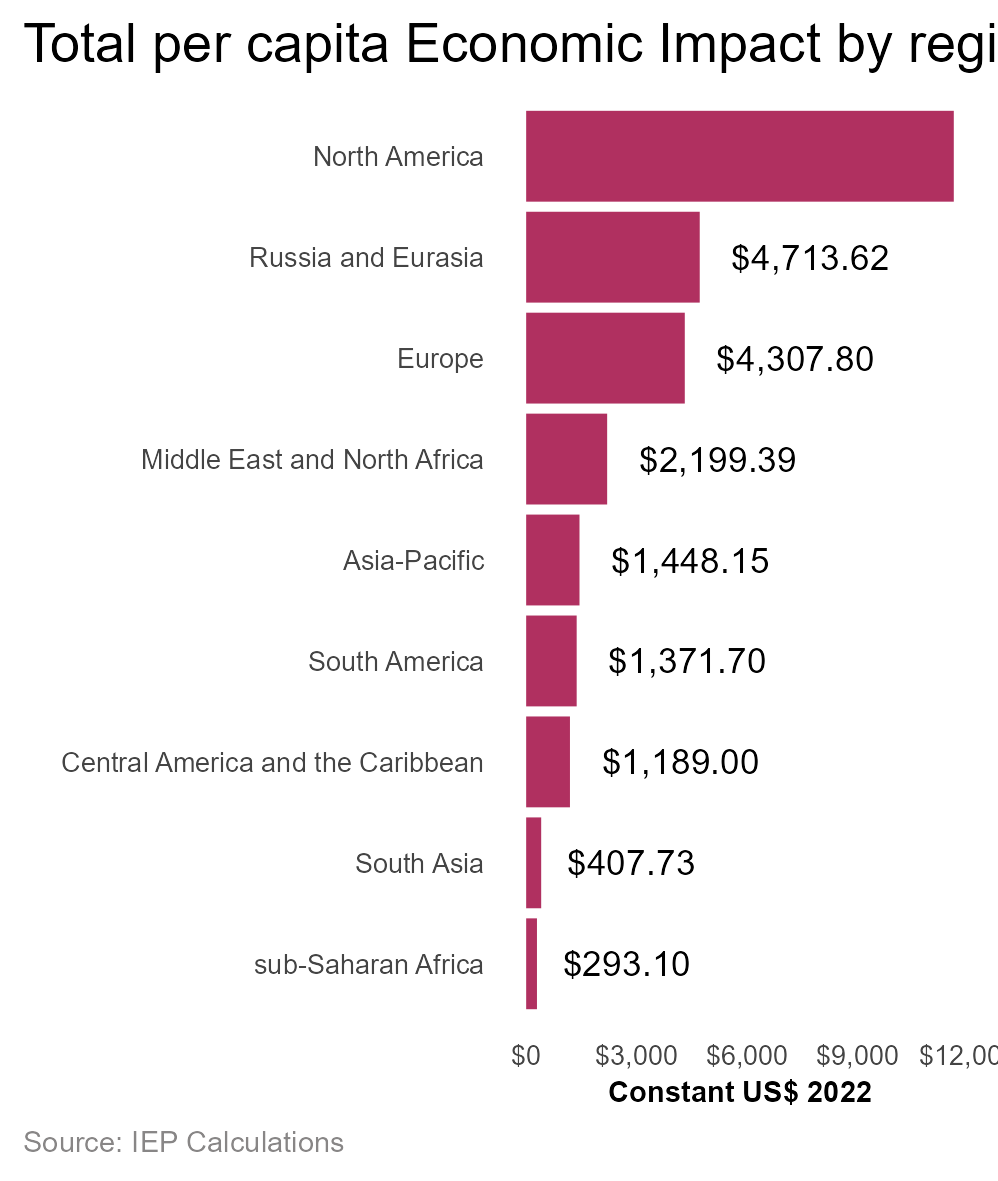 Total per capita Economic Impact by regi
North America
Russia and Eurasia $4,713.62
Europe $4,307.80
Middle East and North Africa $2,199.39
Asia-Pacific $1,448.15
South America $1,371.70
Central America and the Caribbean $1,189.00
South Asia $407.73
sub-Saharan Africa $293.10
$0 $3,000 $6,000 $9,000 $12,00
Constant US$ 2022
Source: IEP Calculations